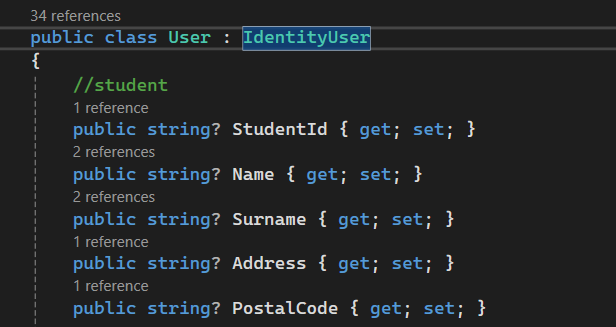 34 references
public class User : IdentityUser
{
//student
1 reference
public string? StudentId { get; set; }
2 references
public string? Name { get; set; }
2 references
public string? Surname { get; set; }
1 reference
public string? Address { get; set; }
1 reference
public string? PostalCode { get; set; }